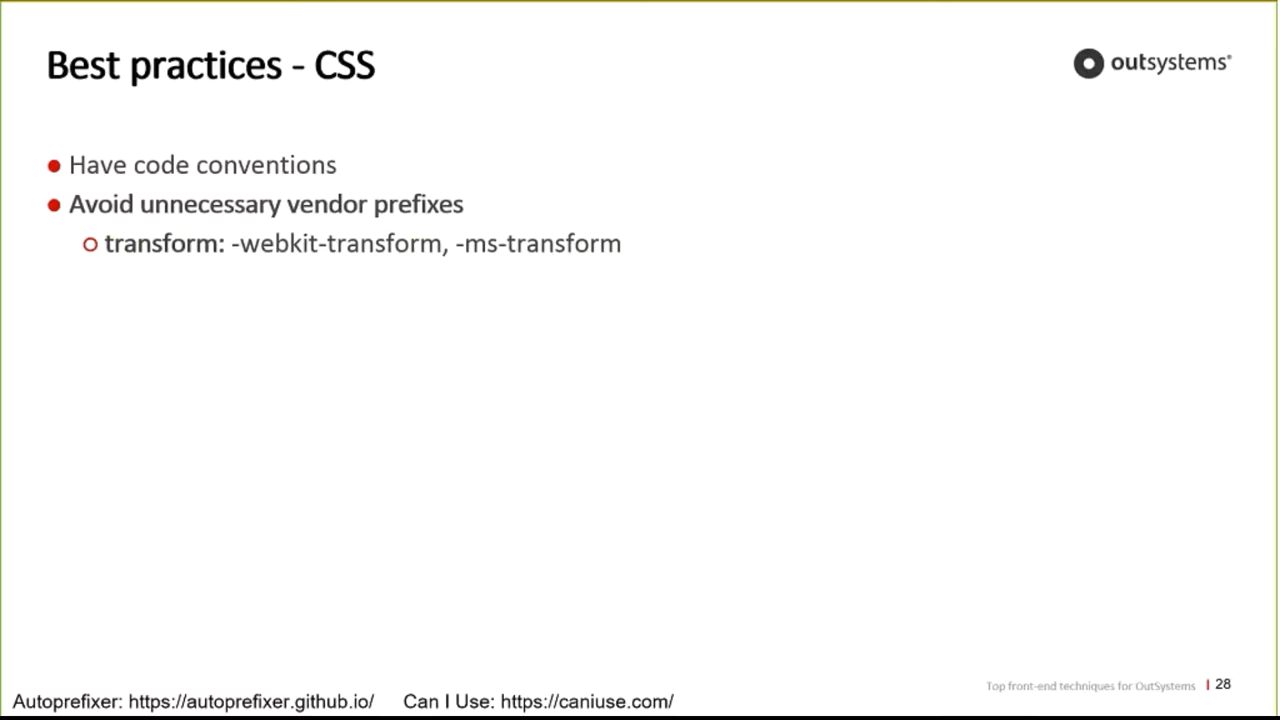 Best practices - CSS
outsystems®
Have code conventions
Avoid unnecessary vendor prefixes
transform: -webkit-transform, -ms-transform
Top front-end techniques for OutSystems | 28
Autoprefixer: https://autoprefixer.github.io/ Can I Use: https://caniuse.com/